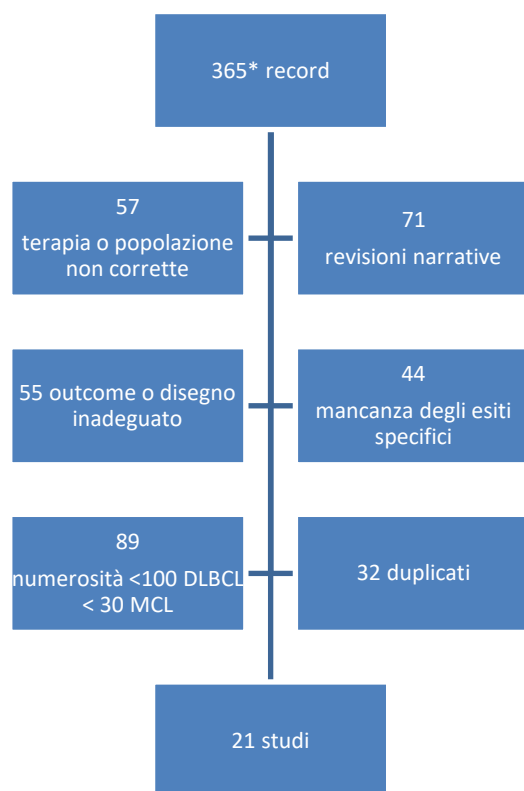 365* record
57
terapia o popolazione
non corrette
71
revisioni narrative
55 outcome o disegno
inadeguato
44
mancanza degli esiti
specifici
89
numerosità <100 DLBCL
< 30 MCL
32 duplicati
21 studi